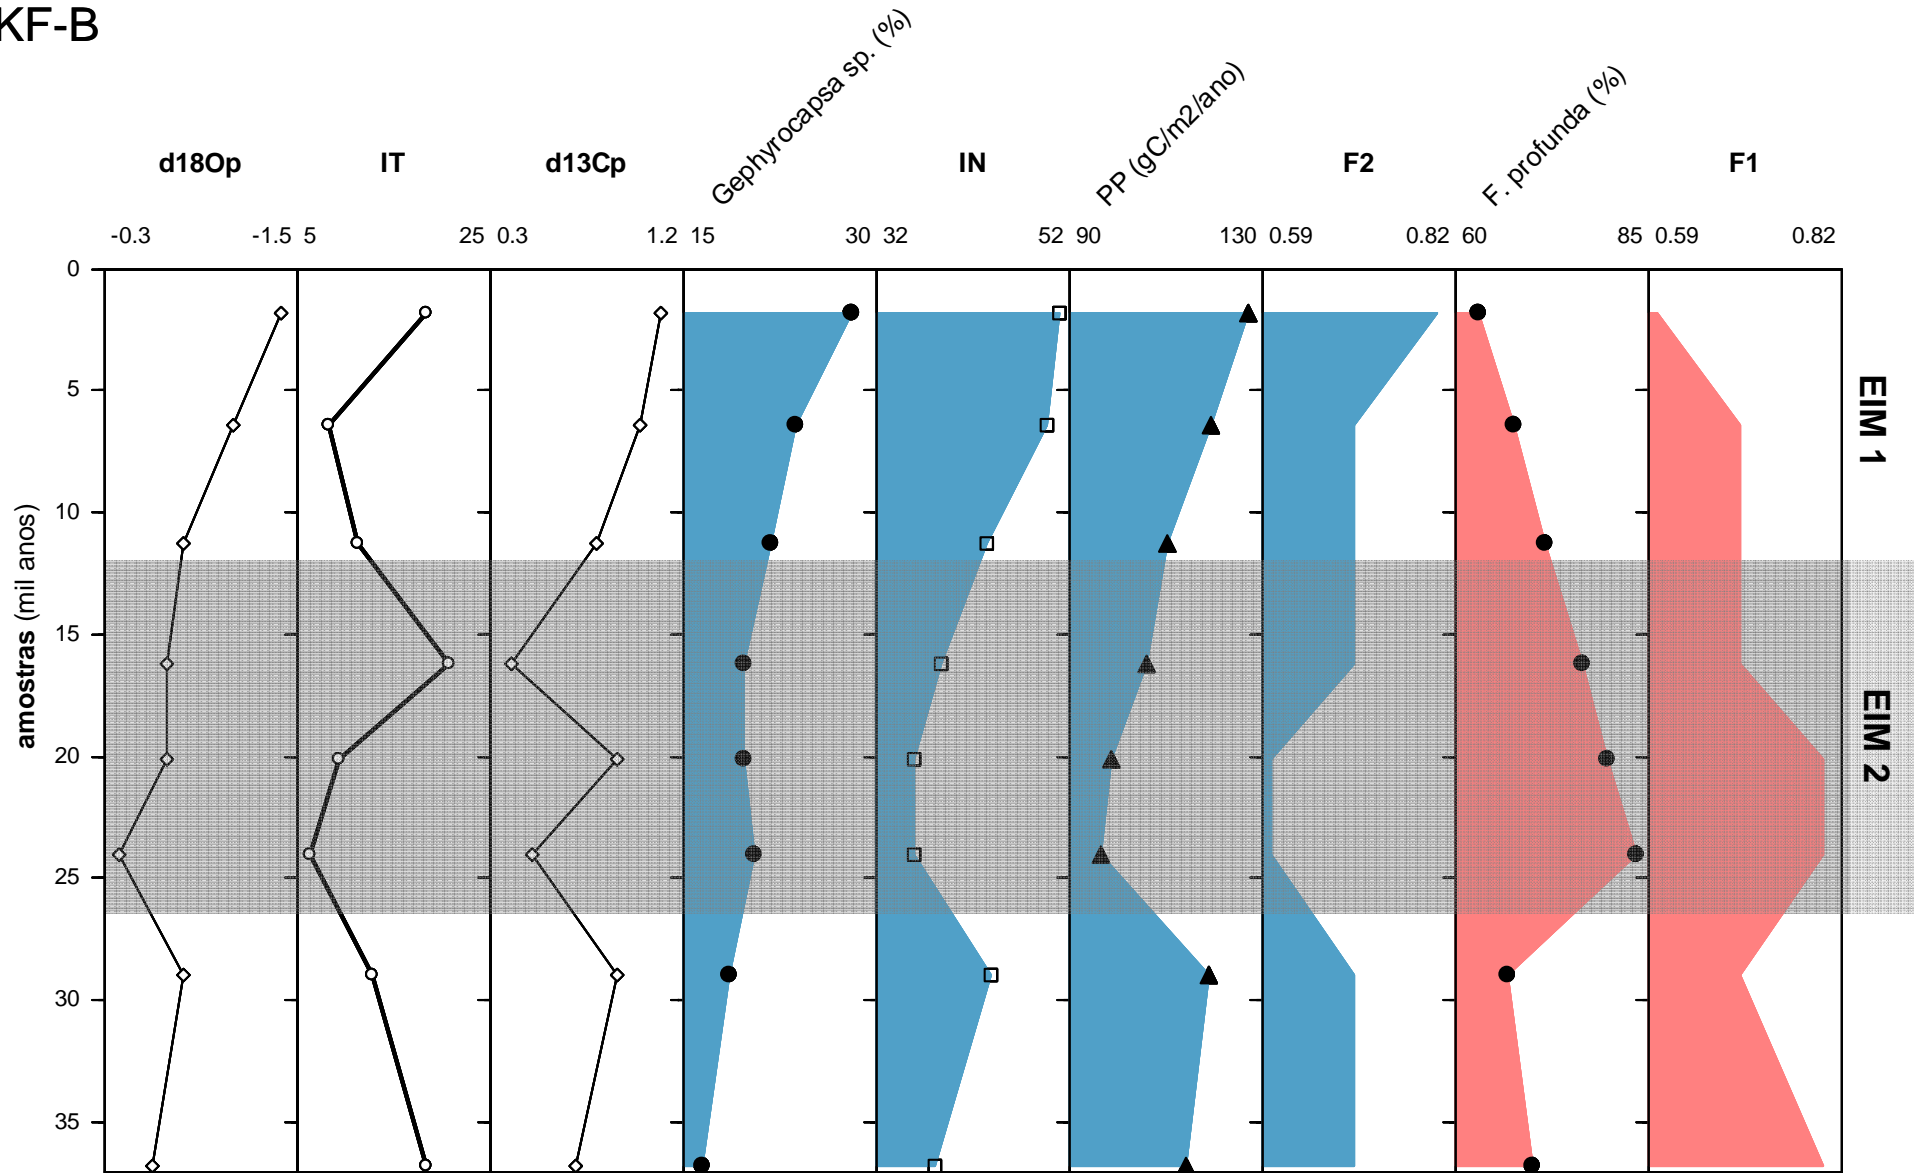 KF-B
Gephyrocapsa sp. (%)
PP (gC/m2/ano)
F. profunda (%)
d18Op IT d13Cp IN F2 F1
-0.3 -1.5 5 25 0.3 1.2 15 30 32 52 90 130 0.59 0.82 60 85 0.59 0.82
0
5
10
15
20
25
30
35
amostras (mil anos)
EIM 1
EIM 2